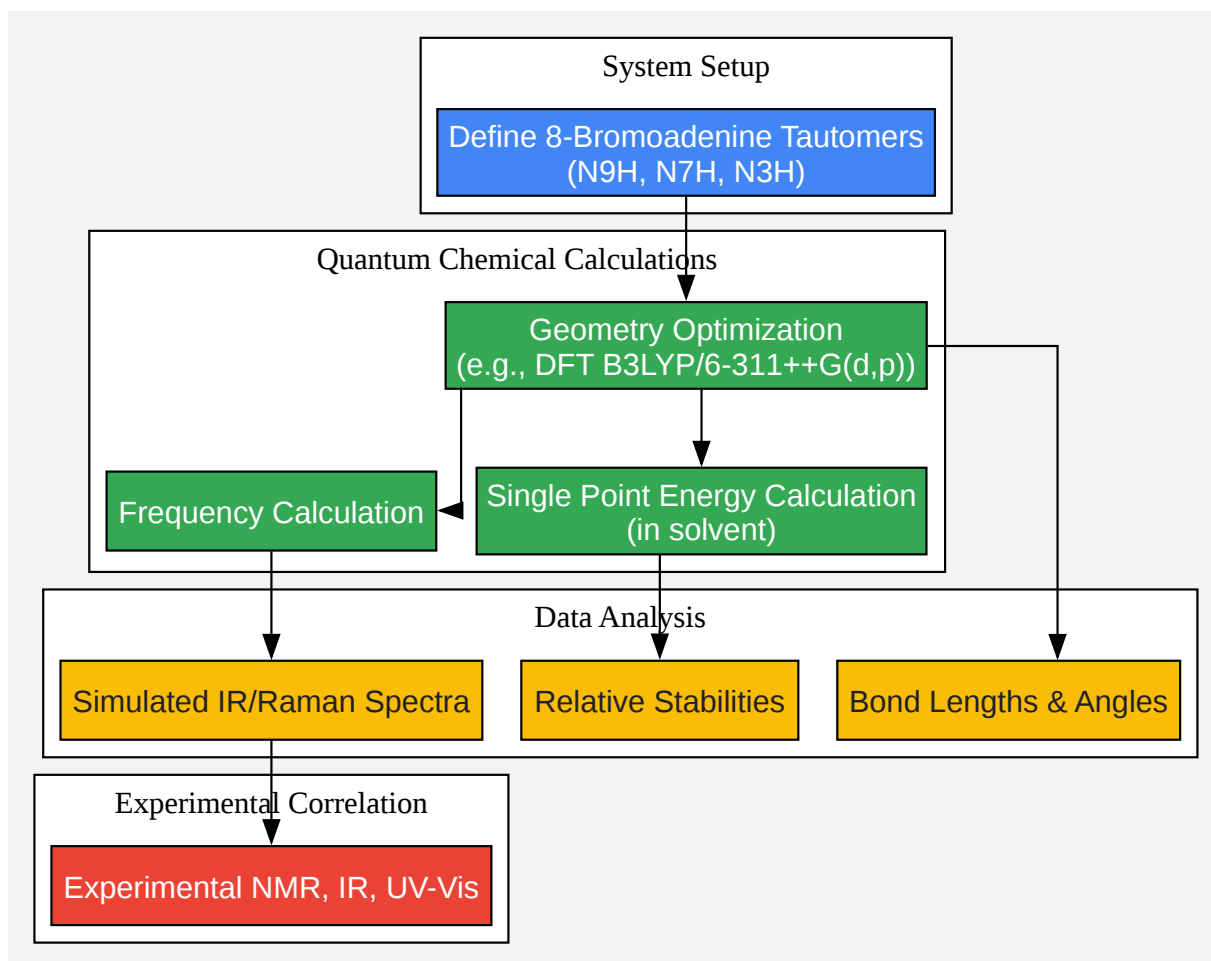 System Setup
Define 8-Bromoadenine Tautomers
(N9H, N7H, N3H)
Quantum Chemical Calculations
Geometry Optimization
(e.g., DFT B3LYP/6-311++G(d,p))
Frequency Calculation
Single Point Energy Calculation
(in solvent)
Data Analysis
Simulated IR/Raman Spectra
Relative Stabilities
Bond Lengths & Angles
Experimental Correlation
Experimental NMR, IR, UV-Vis